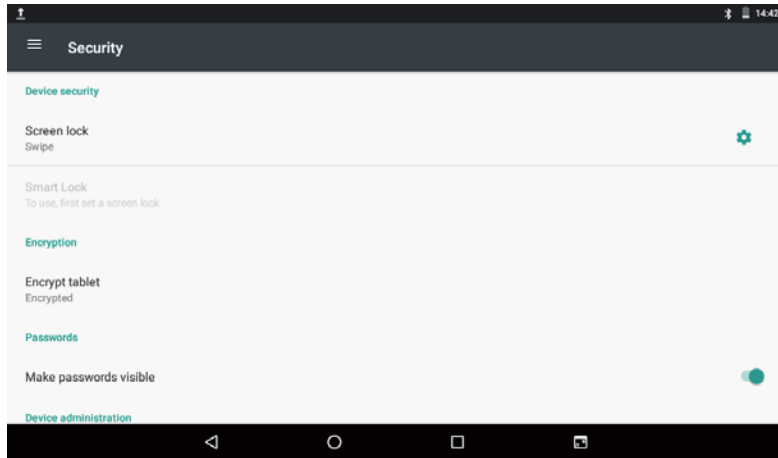 14:42
Security
Device security
Screen lock
Swipe
Smart Lock
To use, first set a screen lock
Encryption
Encrypt tablet
Encrypted
Passwords
Make passwords visible
Device administration